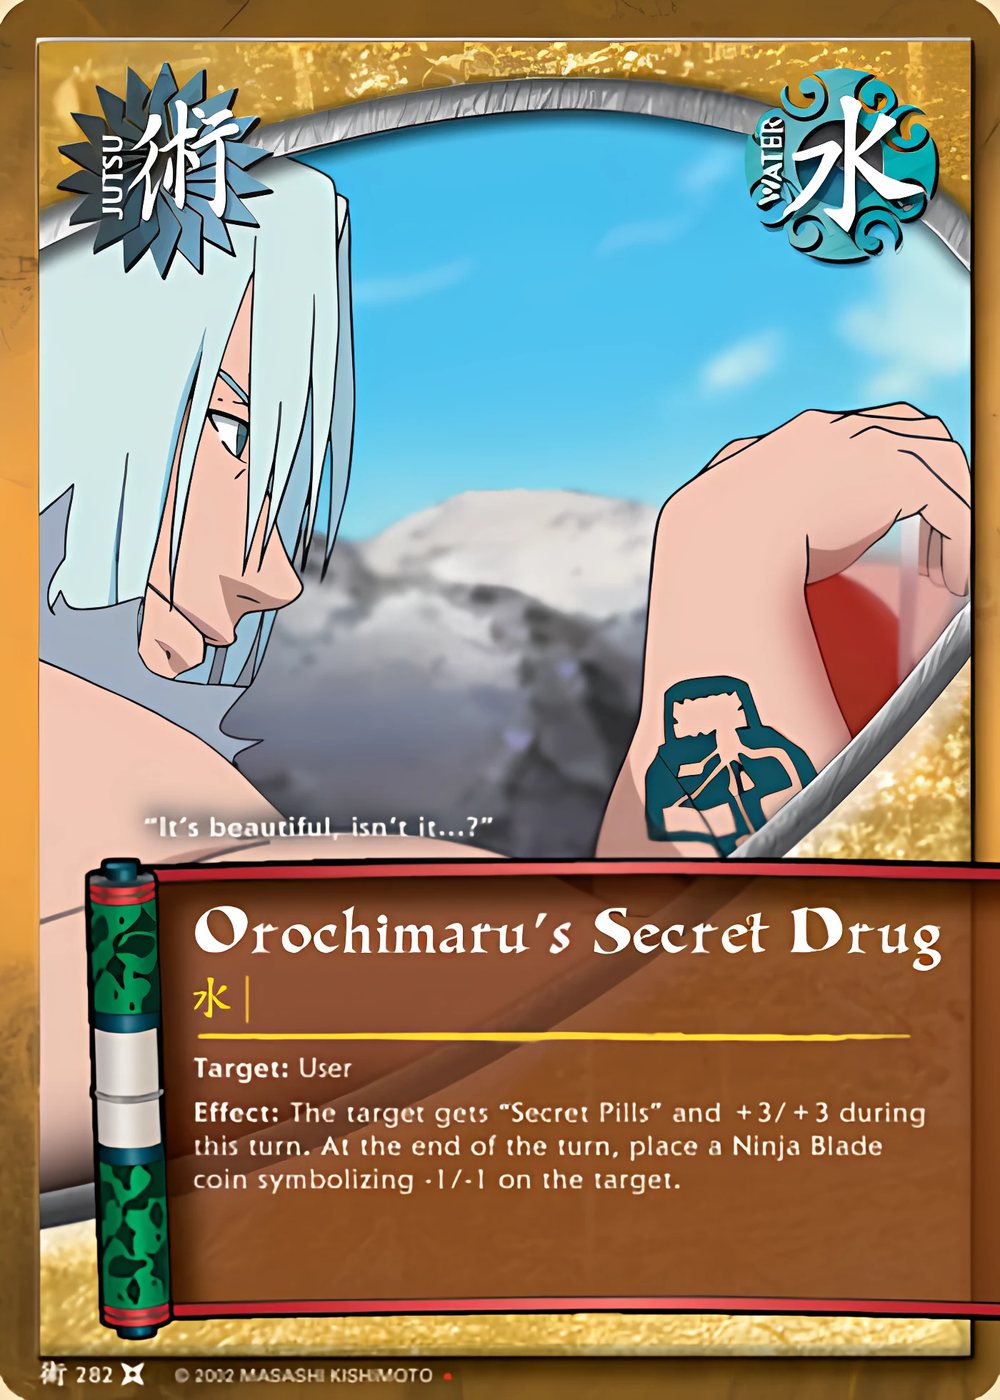 JUTSU
術
WATER
水
"It's beautiful, isn't it...?"
Orochimaru's Secret Drug
水
Target: User
Effect: The target gets "Secret Pills" and +3/+3 during
this turn. At the end of the turn, place a Ninja Blade
coin symbolizing -1/-1 on the target.
術 282 © 2002 MASASHI KISHIMOTO